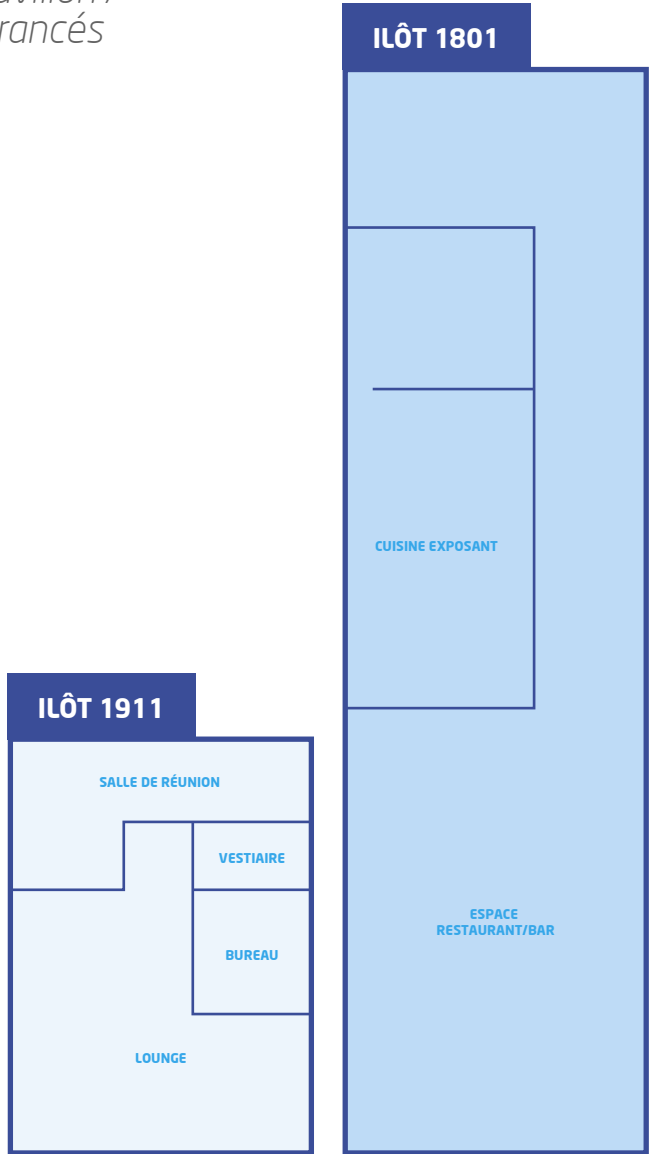 rancés
ILÔT 1801
CUISINE EXPOSANT
ESPACE
RESTAURANT/BAR
ILÔT 1911
SALLE DE RÉUNION
VESTIAIRE
BUREAU
LOUNGE